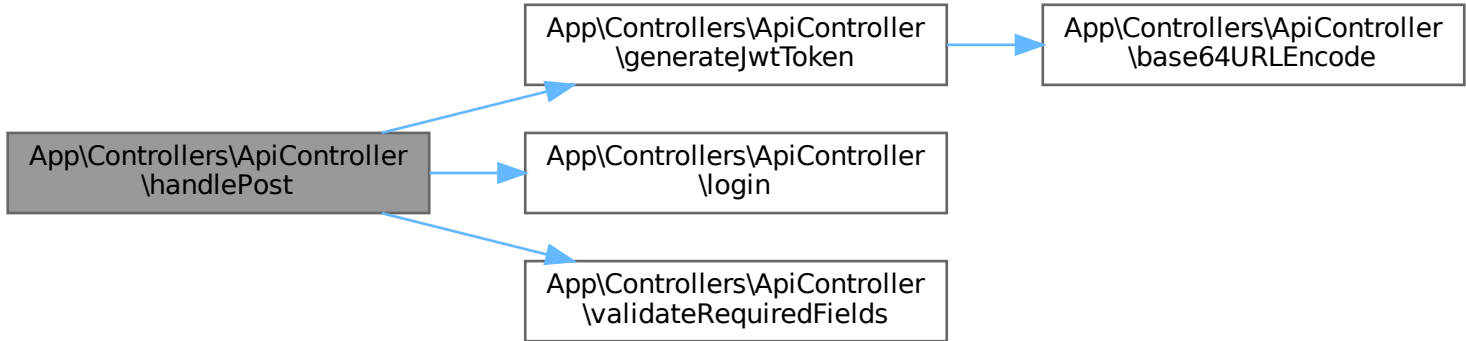 App\Controllers\ApiController
\generateJwtToken
App\Controllers\ApiController
\base64URLEncode
App\Controllers\ApiController
\handlePost
App\Controllers\ApiController
\login
App\Controllers\ApiController
\validateRequiredFields